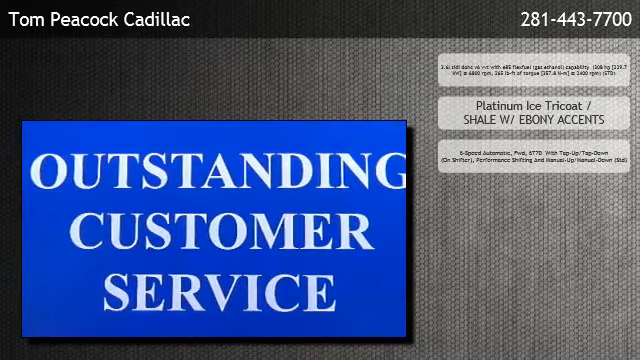 Tom Peacock Cadillac
281-443-7700
3.6l sidi dohc v6 vvt with e85 flexfuel (gas ethanol) capability (308 hp [229.7
kW] @ 6800 rpm, 265 lb-ft of torque [357.8 N-m] @ 2400 rpm) (STD)
Platinum Ice Tricoat /
SHALE W/ EBONY ACCENTS
6-Speed Automatic, Fwd, 6T70 With Tap-Up/Tap-Down
(On Shifter), Performance Shifting And Manual-Up/Manual-Down (Std)
OUTSTANDING
CUSTOMER
SERVICE